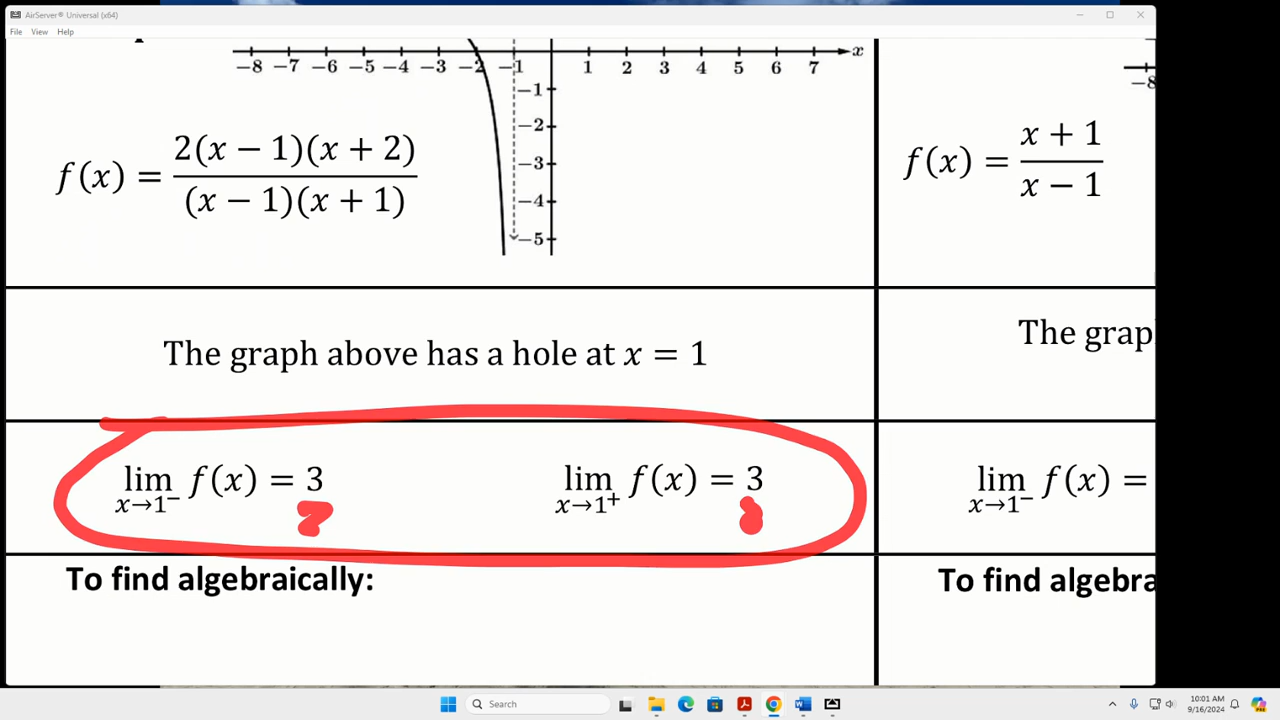 AirServer® Universal (x64)
File View Help
-8 -7 -6 -5 -4 -3 -2 -1 1 2 3 4 5 6 7 x
-1
-2
-3
-4
-5
-8
f(x) = 2(x − 1)(x + 2) / (x − 1)(x + 1)
f(x) = x + 1 / x − 1
The graph above has a hole at x = 1
The grap
lim x→1⁻ f(x) = 3
lim x→1⁺ f(x) = 3
lim x→1⁻ f(x) =
To find algebraically:
To find algebra
Search
10:01 AM
9/16/2024